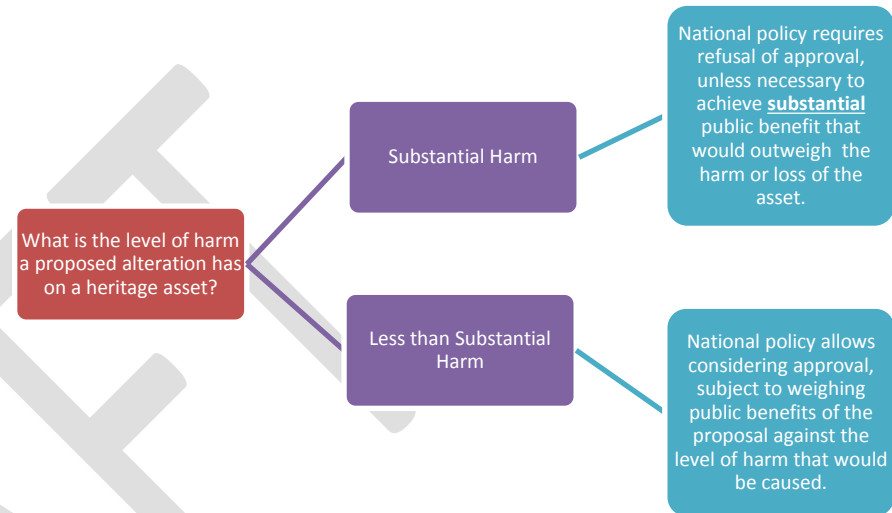 What is the level of harm
a proposed alteration has
on a heritage asset?
Substantial Harm
National policy requires
refusal of approval,
unless necessary to
achieve substantial
public benefit that
would outweigh the
harm or loss of the
asset.
Less than Substantial
Harm
National policy allows
considering approval,
subject to weighing
public benefits of the
proposal against the
level of harm that would
be caused.